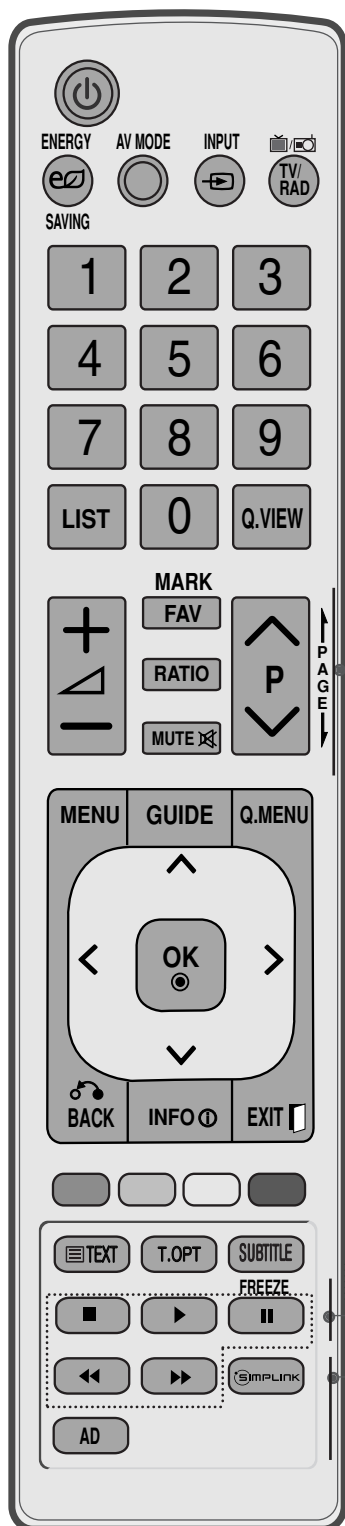 ENERGY AV MODE INPUT
TV/
RAD
SAVING
1 2 3
4 5 6
7 8 9
LIST 0 Q.VIEW
MARK
FAV
RATIO
P
PAGE
MUTE
MENU GUIDE Q.MENU
OK
BACK INFO EXIT
TEXT T.OPT SUBTITLE
FREEZE
SIMPLINK
AD